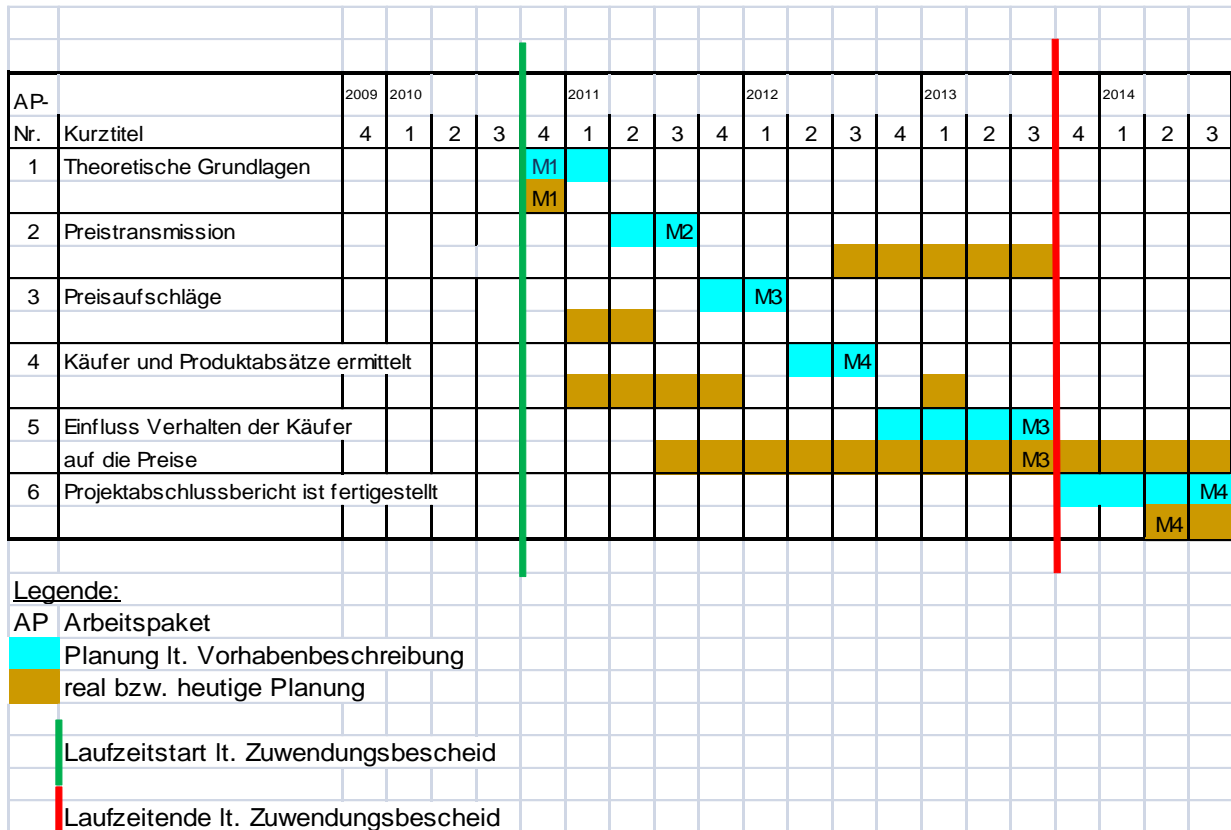 2009 2010 2011 2012 2013 2014
AP-
Nr. Kurztitel 4 1 2 3 4 1 2 3 4 1 2 3 4 1 2 3 4 1 2 3
1 Theoretische Grundlagen M1
M1
2 Preistransmission M2
3 Preisaufschläge M3
4 Käufer und Produktabsätze ermittelt M4
5 Einfluss Verhalten der Käufer M3
auf die Preise M3
6 Projektabschlussbericht ist fertigstellt M4
M4
Legende:
AP Arbeitspaket
Planung lt. Vorhabenbeschreibung
real bzw. heutige Planung
Laufzeitstart lt. Zuwendungsbescheid
Laufzeitende lt. Zuwendungsbescheid